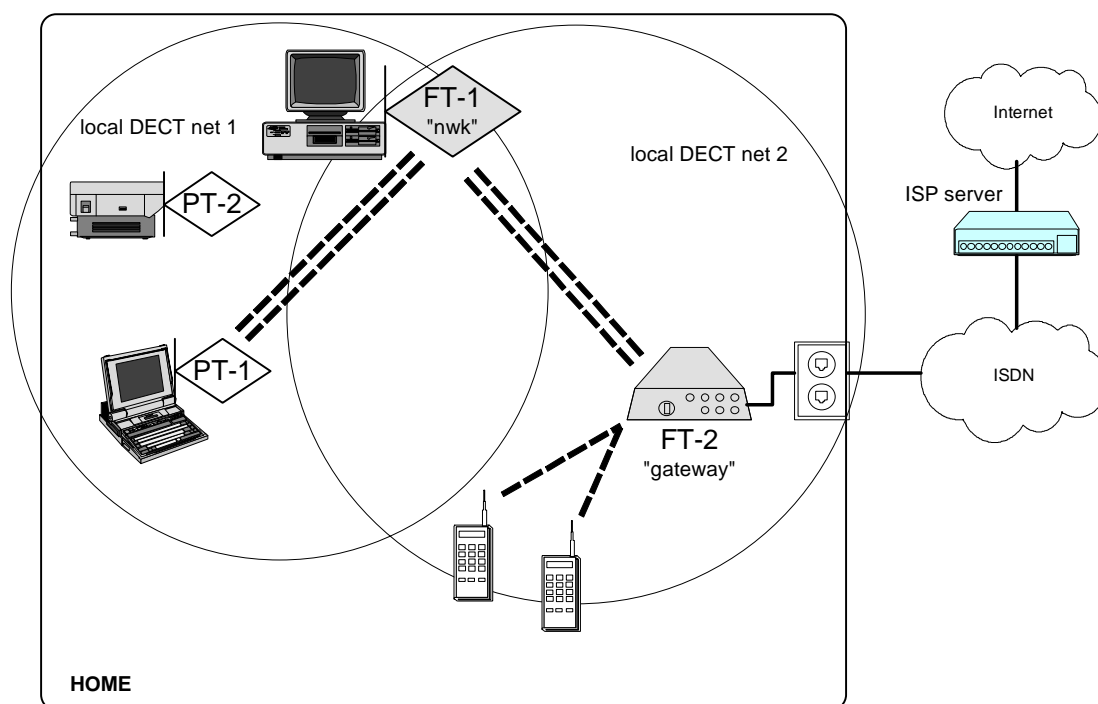 FT-1
"nwk"
local DECT net 1
local DECT net 2
Internet
PT-2
ISP server
PT-1
ISDN
FT-2
"gateway"
HOME